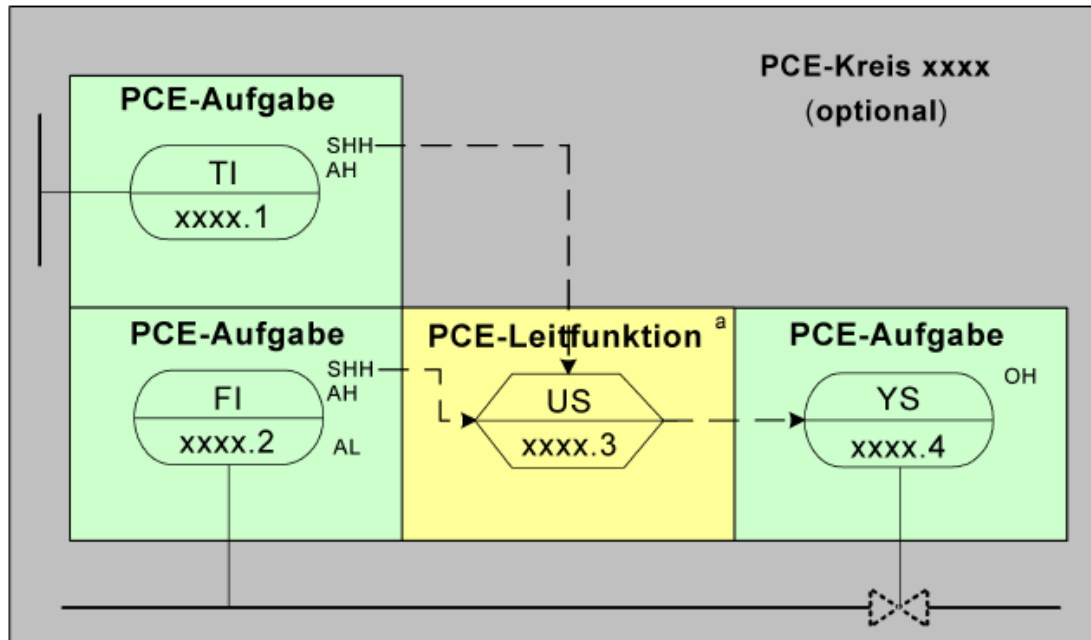 PCE-Kreis xxxx
(optional)
PCE-Aufgabe
SHH
AH
TI
xxxx.1
PCE-Aufgabe
SHH
AH
FI
xxxx.2
AL
PCE-Leitfunktion a
US
xxxx.3
PCE-Aufgabe
OH
YS
xxxx.4